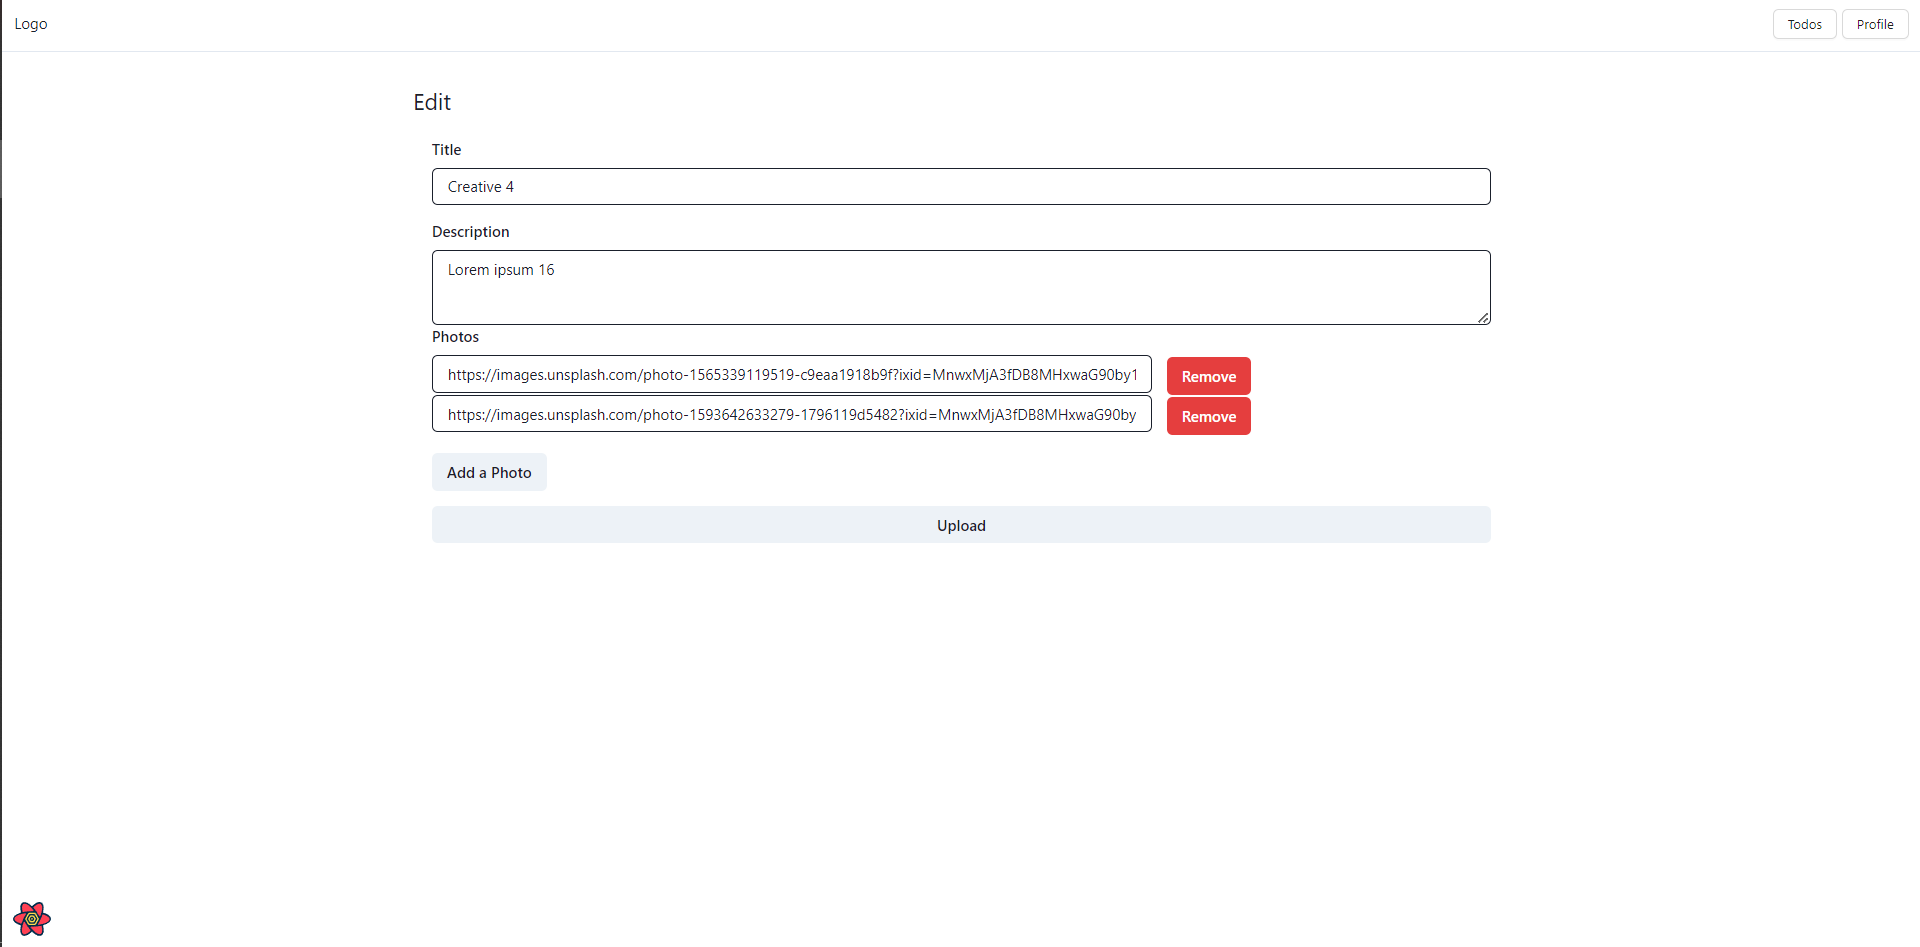 Logo
Todos
Profile
Edit
Title
Creative 4
Description
Lorem ipsum 16
Photos
https://images.unsplash.com/photo-1565339119519-c9eaa1918b9f?ixid=MnwxMjA3fDB8MHxwaG90by1
Remove
https://images.unsplash.com/photo-1593642633279-1796119d5482?ixid=MnwxMjA3fDB8MHxwaG90by
Remove
Add a Photo
Upload